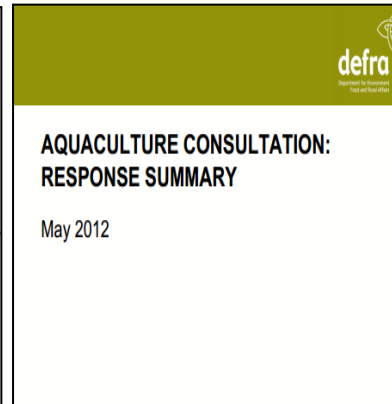 defra
Department for Environment
Food and Rural Affairs
AQUACULTURE CONSULTATION:
RESPONSE SUMMARY
May 2012